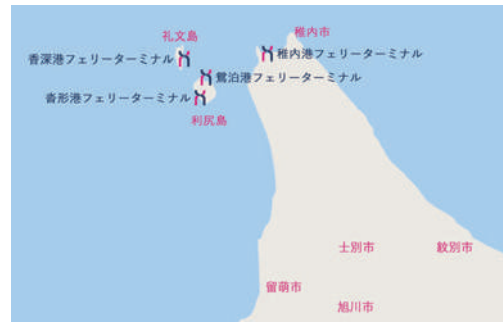 礼文島
稚内市
香深港フェリーターミナル
稚内港フェリーターミナル
鴛泊港フェリーターミナル
沓形港フェリーターミナル
利尻島
士別市
紋別市
留萌市
旭川市